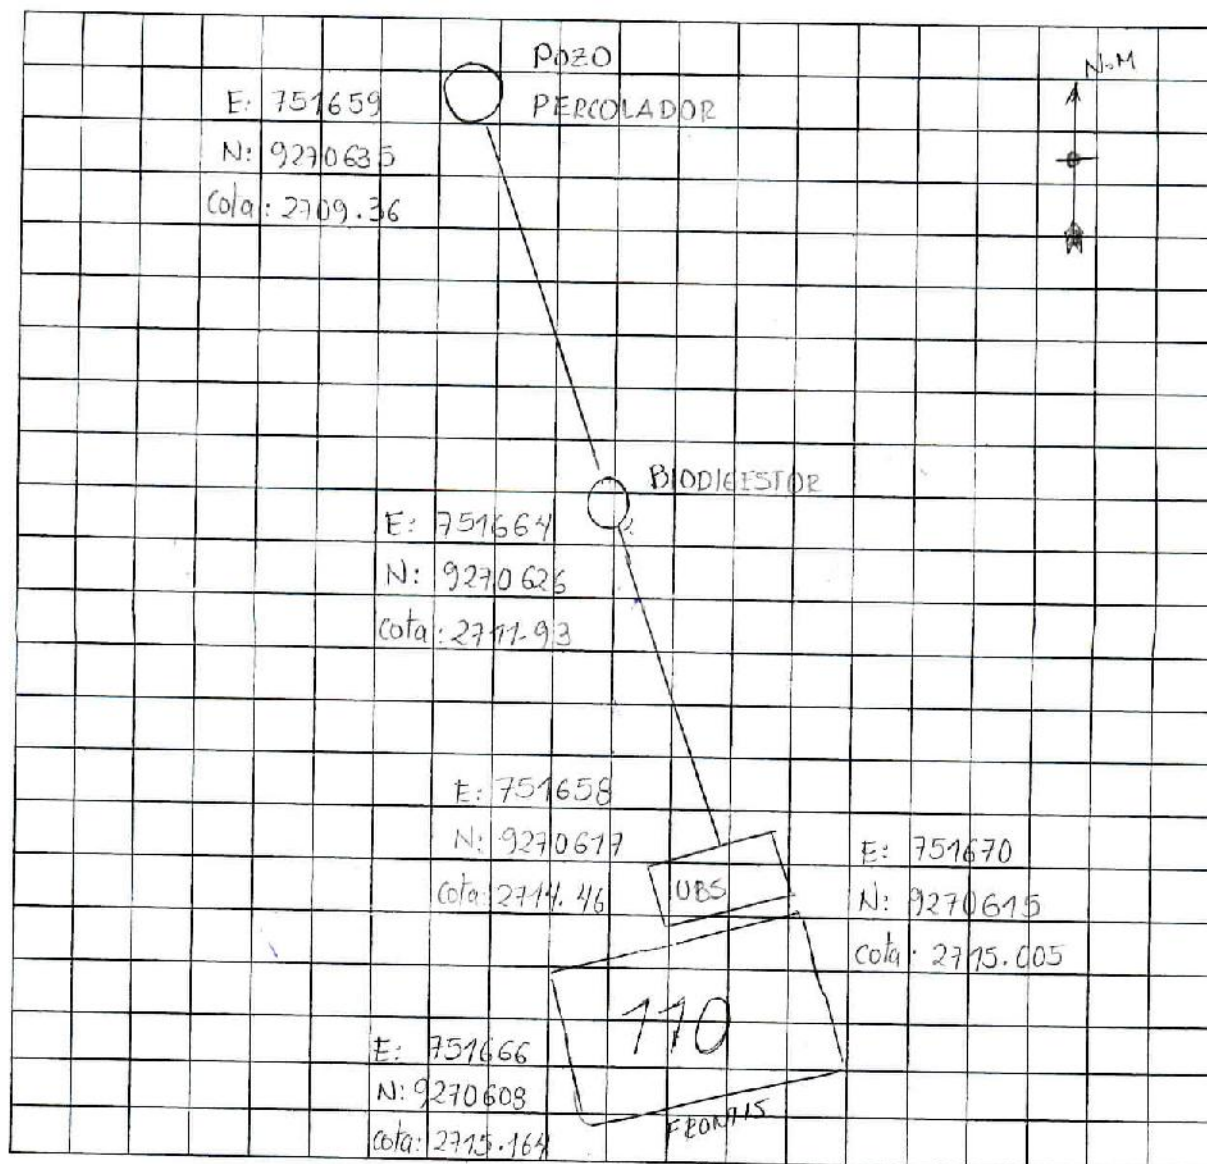 POZO
PERCOLADOR
N.M
E: 751659
N: 9270635
Cota: 2709.36
BIODIGESTOR
E: 751664
N: 9270626
Cota: 2711.93
E: 751658
N: 9270617
Cota: 2714.46
UBS
E: 751670
N: 9270615
Cota: 2715.005
110
E: 751666
N: 9270608
Cota: 2715.164
FRONTIS